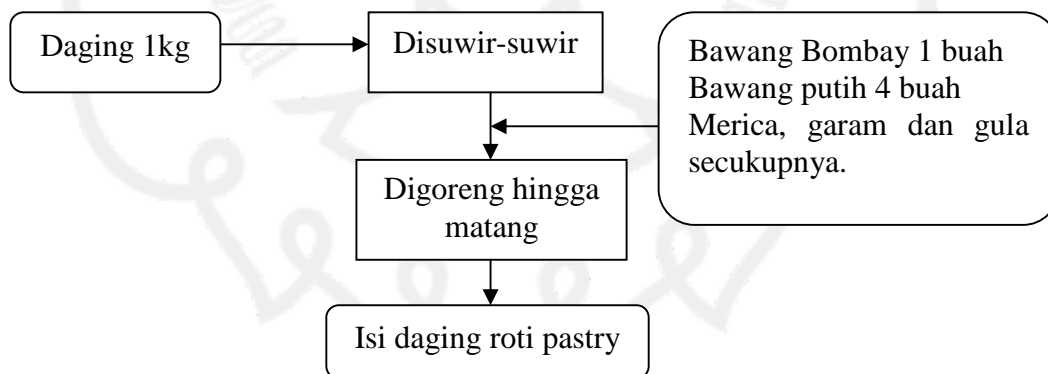 Daging 1kg
Disuwir-suwir
Bawang Bombay 1 buah
Bawang putih 4 buah
Merica, garam dan gula
secukupnya.
Digoreng hingga
matang
Isi daging roti pastry